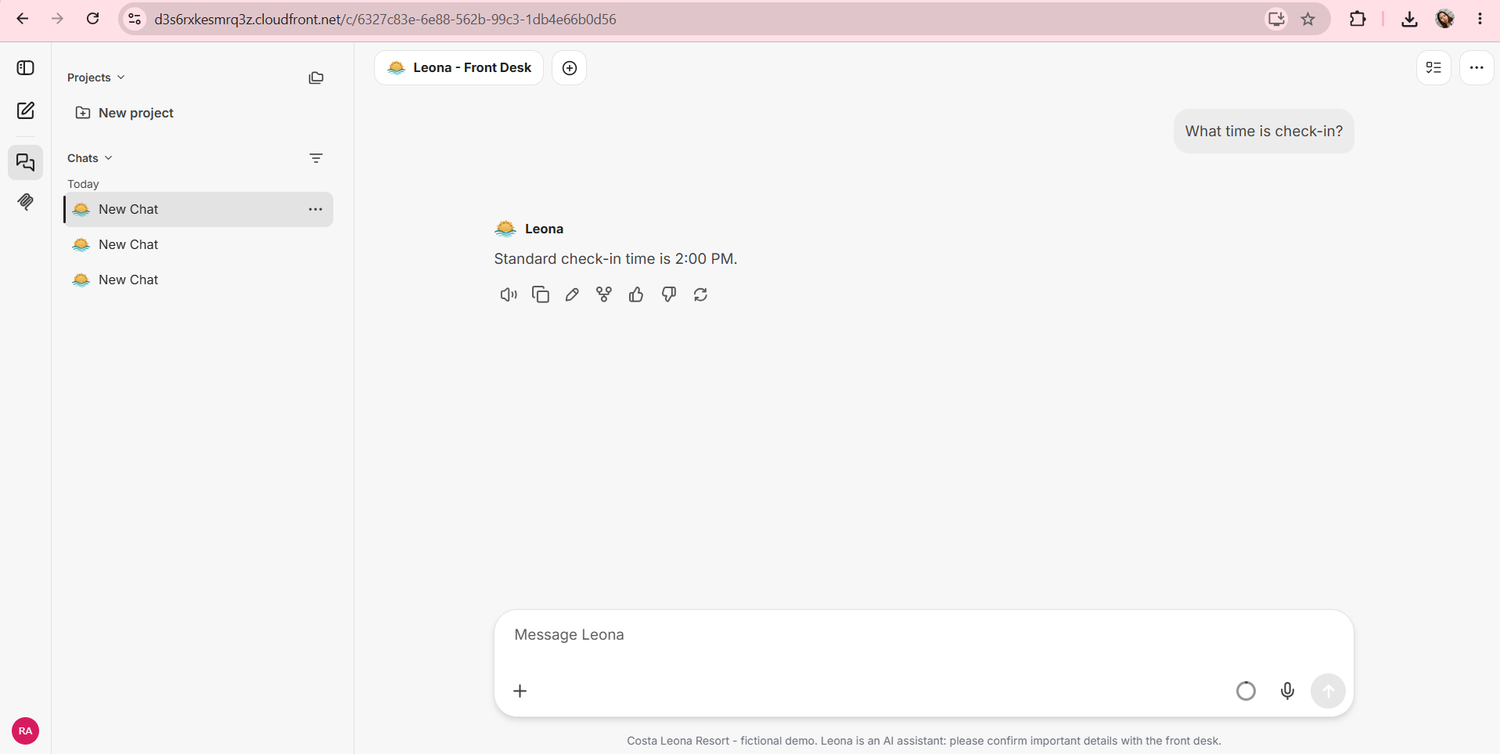 d3s6rxkesmrq3z.cloudfront.net/c/6327c83e-6e88-562b-99c3-1db4e66b0d56
Projects
New project
Chats
Today
New Chat
New Chat
New Chat
RA
Leona - Front Desk
What time is check-in?
Leona
Standard check-in time is 2:00 PM.
Message Leona
Costa Leona Resort - fictional demo. Leona is an AI assistant: please confirm important details with the front desk.